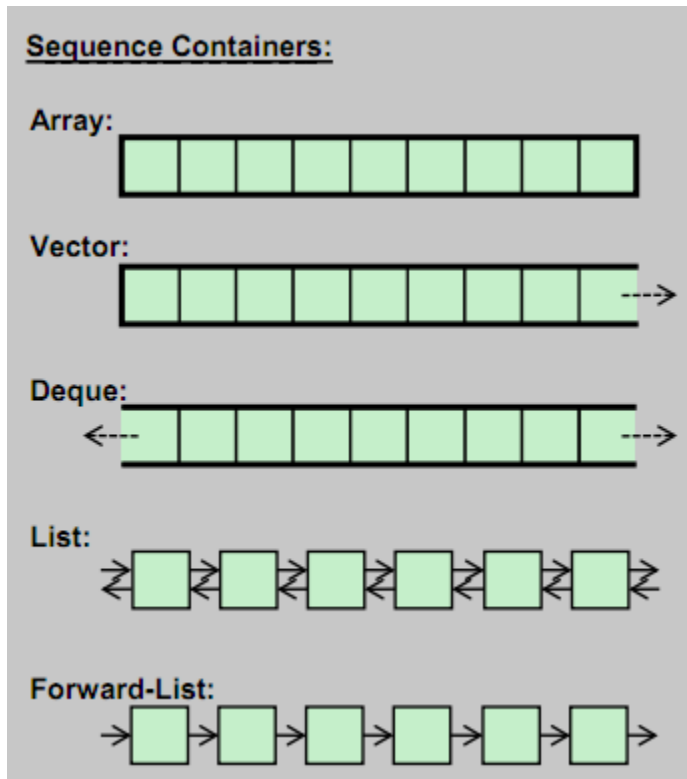 Sequence Containers:
Array:
Vector:
Deque:
List:
Forward-List: